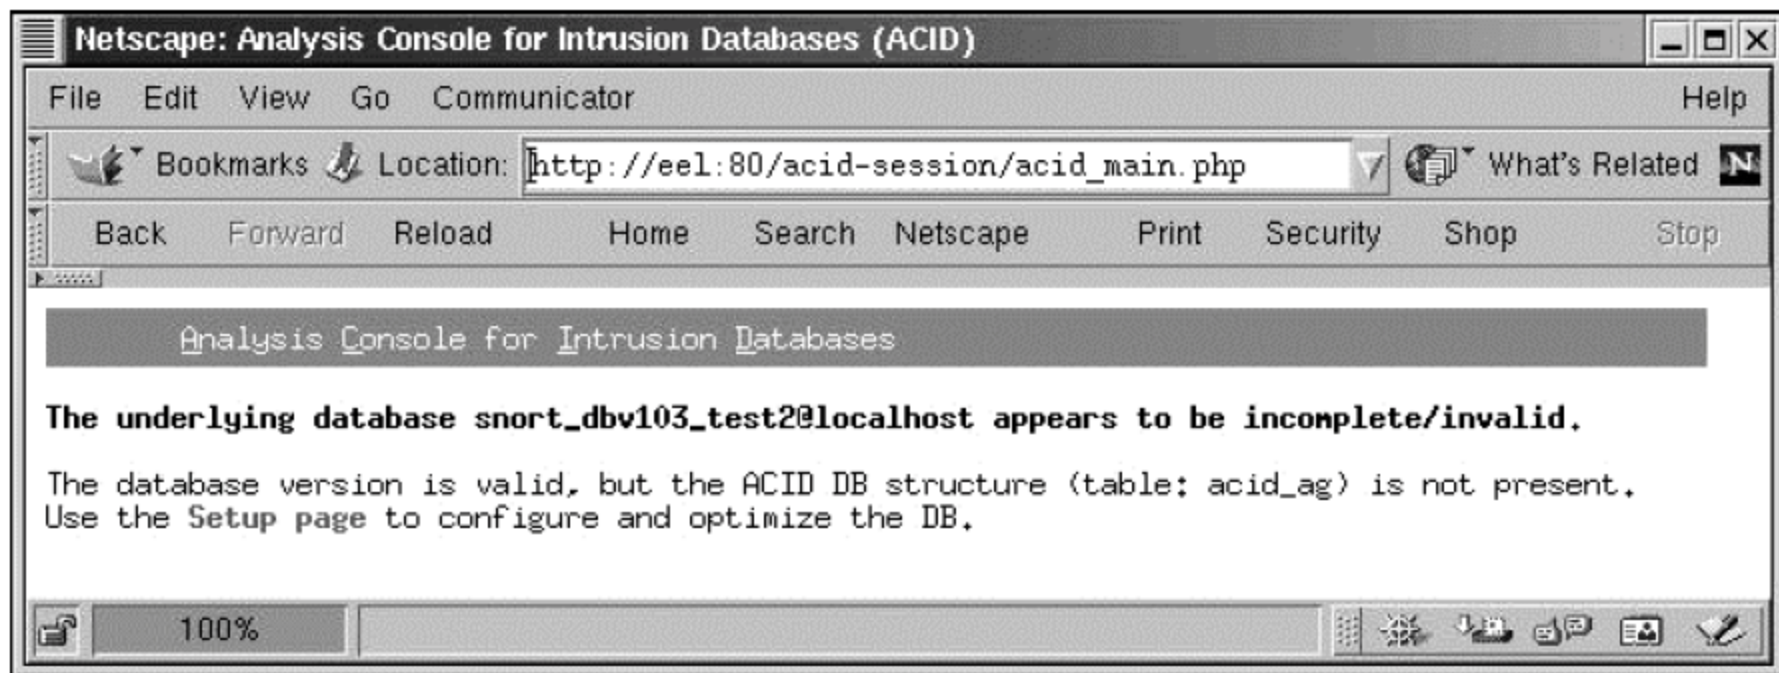 Netscape: Analysis Console for Intrusion Databases (ACID)
File Edit View Go Communicator Help
Bookmarks Location: http://eel:80/acid-session/acid_main.php What's Related N
Back Forward Reload Home Search Netscape Print Security Shop Stop
Analysis Console for Intrusion Databases
The underlying database snort_dbv103_test2@localhost appears to be incomplete/invalid.
The database version is valid, but the ACID DB structure (table: acid_ag) is not present.
Use the Setup page to configure and optimize the DB.
100%